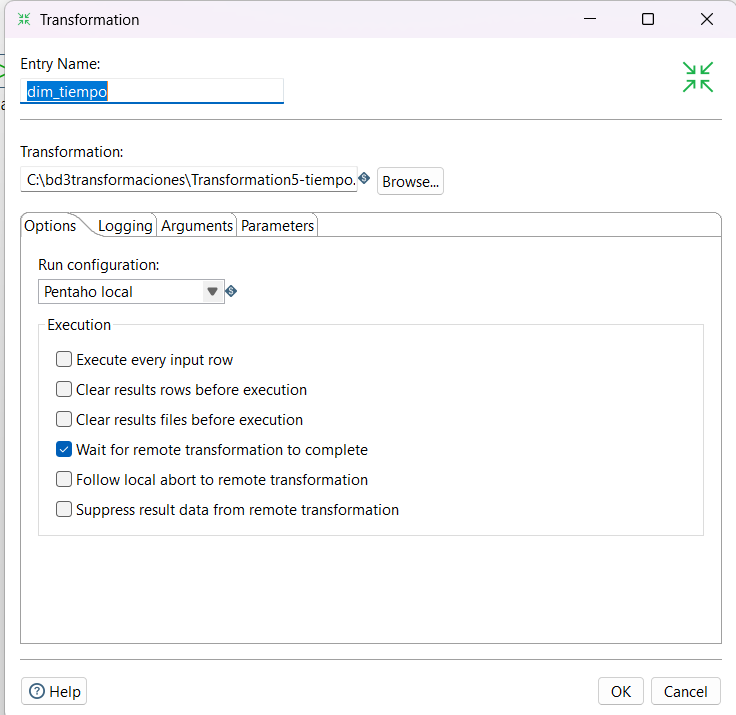 Transformation
Entry Name:
dim_tiempo
Transformation:
C:\bd3transformaciones\Transformation5-tiempo.
Browse...
Options Logging Arguments Parameters
Run configuration:
Pentaho local
Execution
Execute every input row
Clear results rows before execution
Clear results files before execution
Wait for remote transformation to complete
Follow local abort to remote transformation
Suppress result data from remote transformation
Help OK Cancel